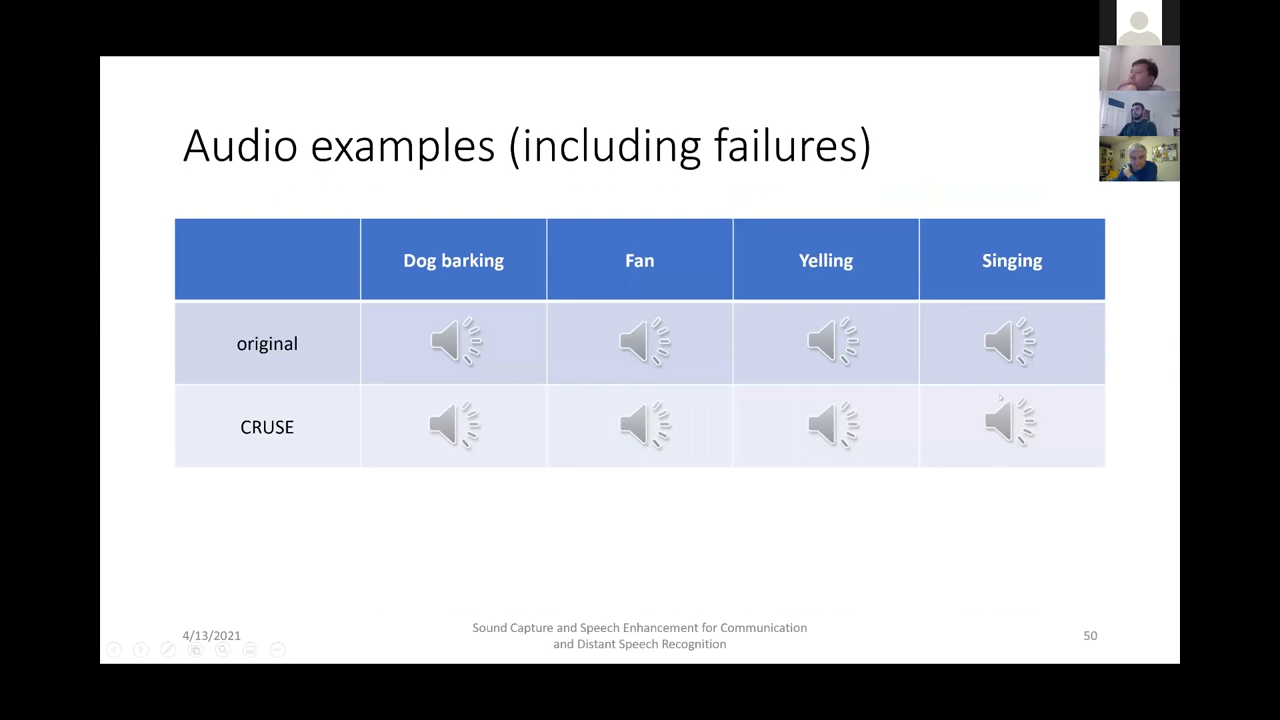 Audio examples (including failures)
Dog barking
Fan
Yelling
Singing
original
CRUSE
4/13/2021
Sound Capture and Speech Enhancement for Communication
and Distant Speech Recognition
50